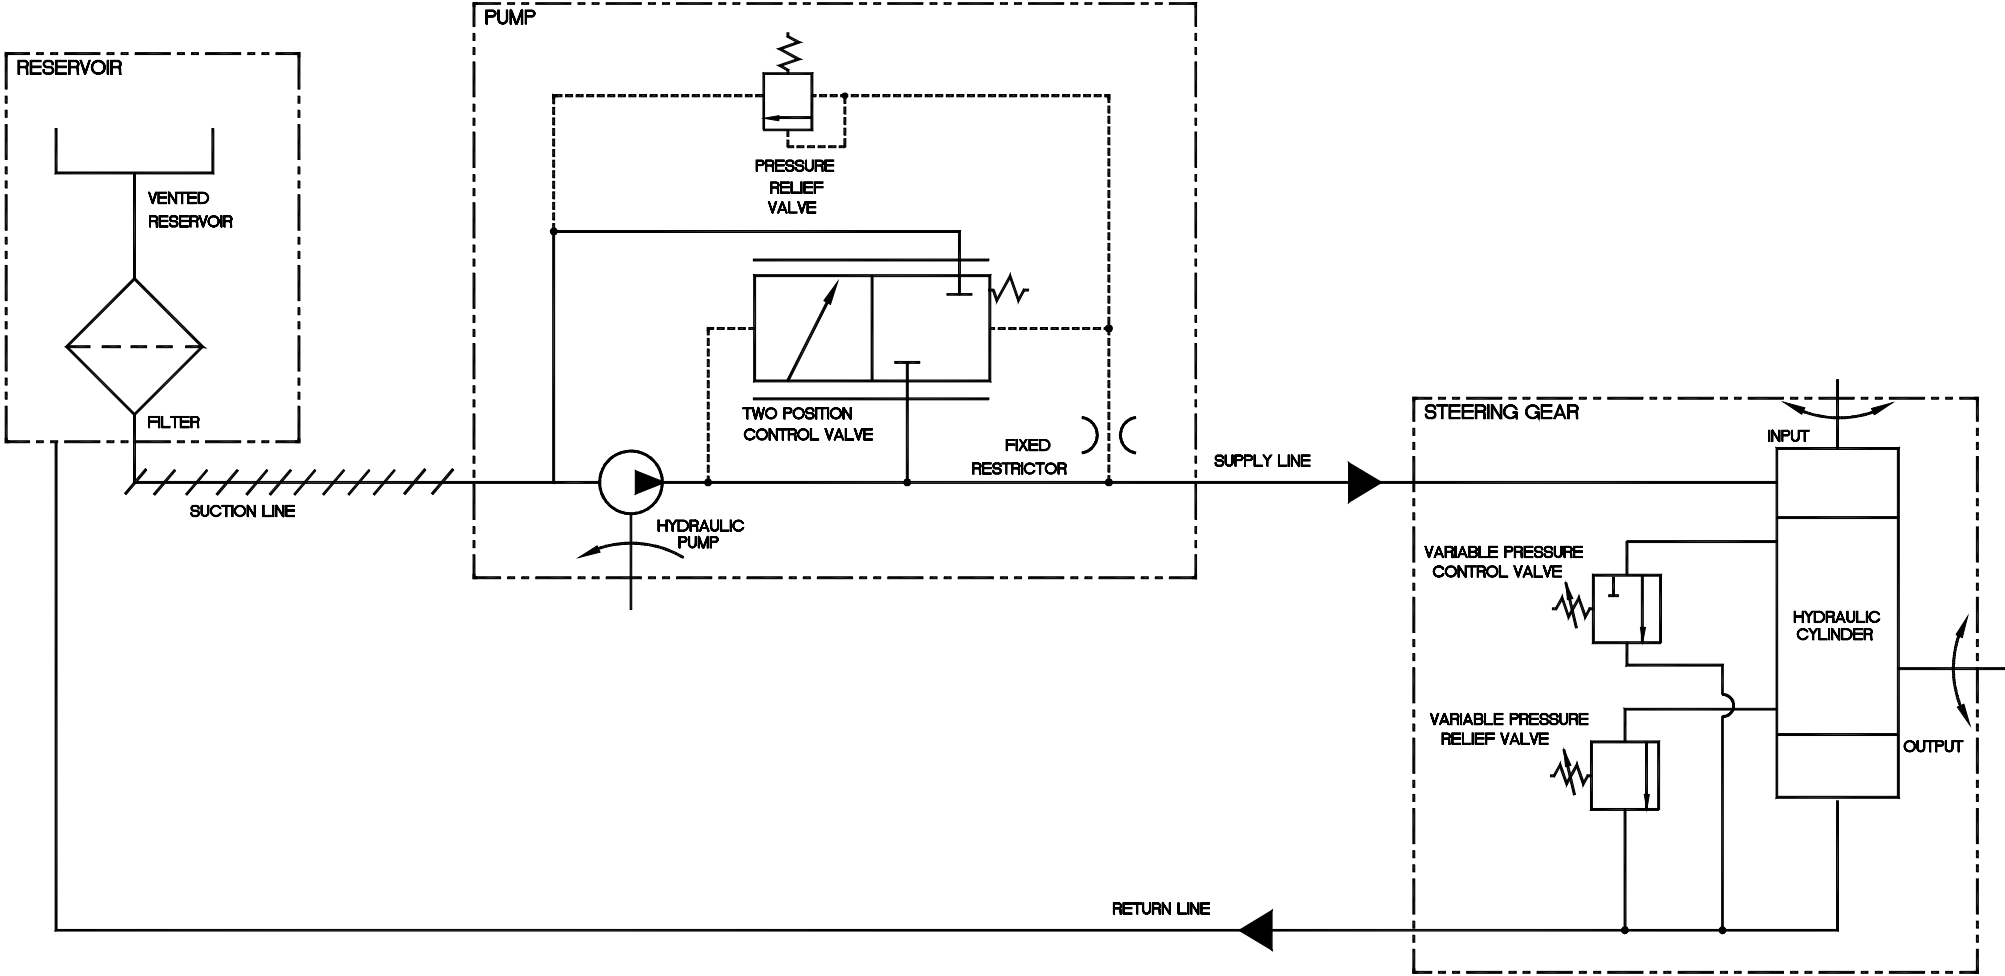 PUMP
RESERVOIR
VENTED
RESERVOIR
FILTER
SUCTION LINE
PRESSURE
RELIEF
VALVE
TWO POSITION
CONTROL VALVE
FIXED
RESTRICTOR
HYDRAULIC
PUMP
SUPPLY LINE
STEERING GEAR
INPUT
VARIABLE PRESSURE
CONTROL VALVE
HYDRAULIC
CYLINDER
VARIABLE PRESSURE
RELIEF VALVE
OUTPUT
RETURN LINE